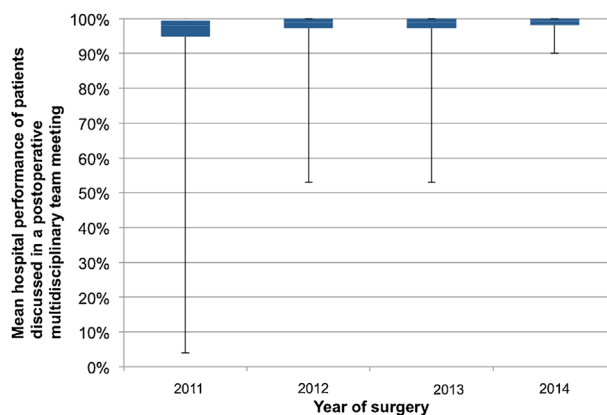 Mean hospital performance of patients
discussed in a postoperative
multidisciplinary team meeting
100%
90%
80%
70%
60%
50%
40%
30%
20%
10%
0%
2011 2012 2013 2014
Year of surgery